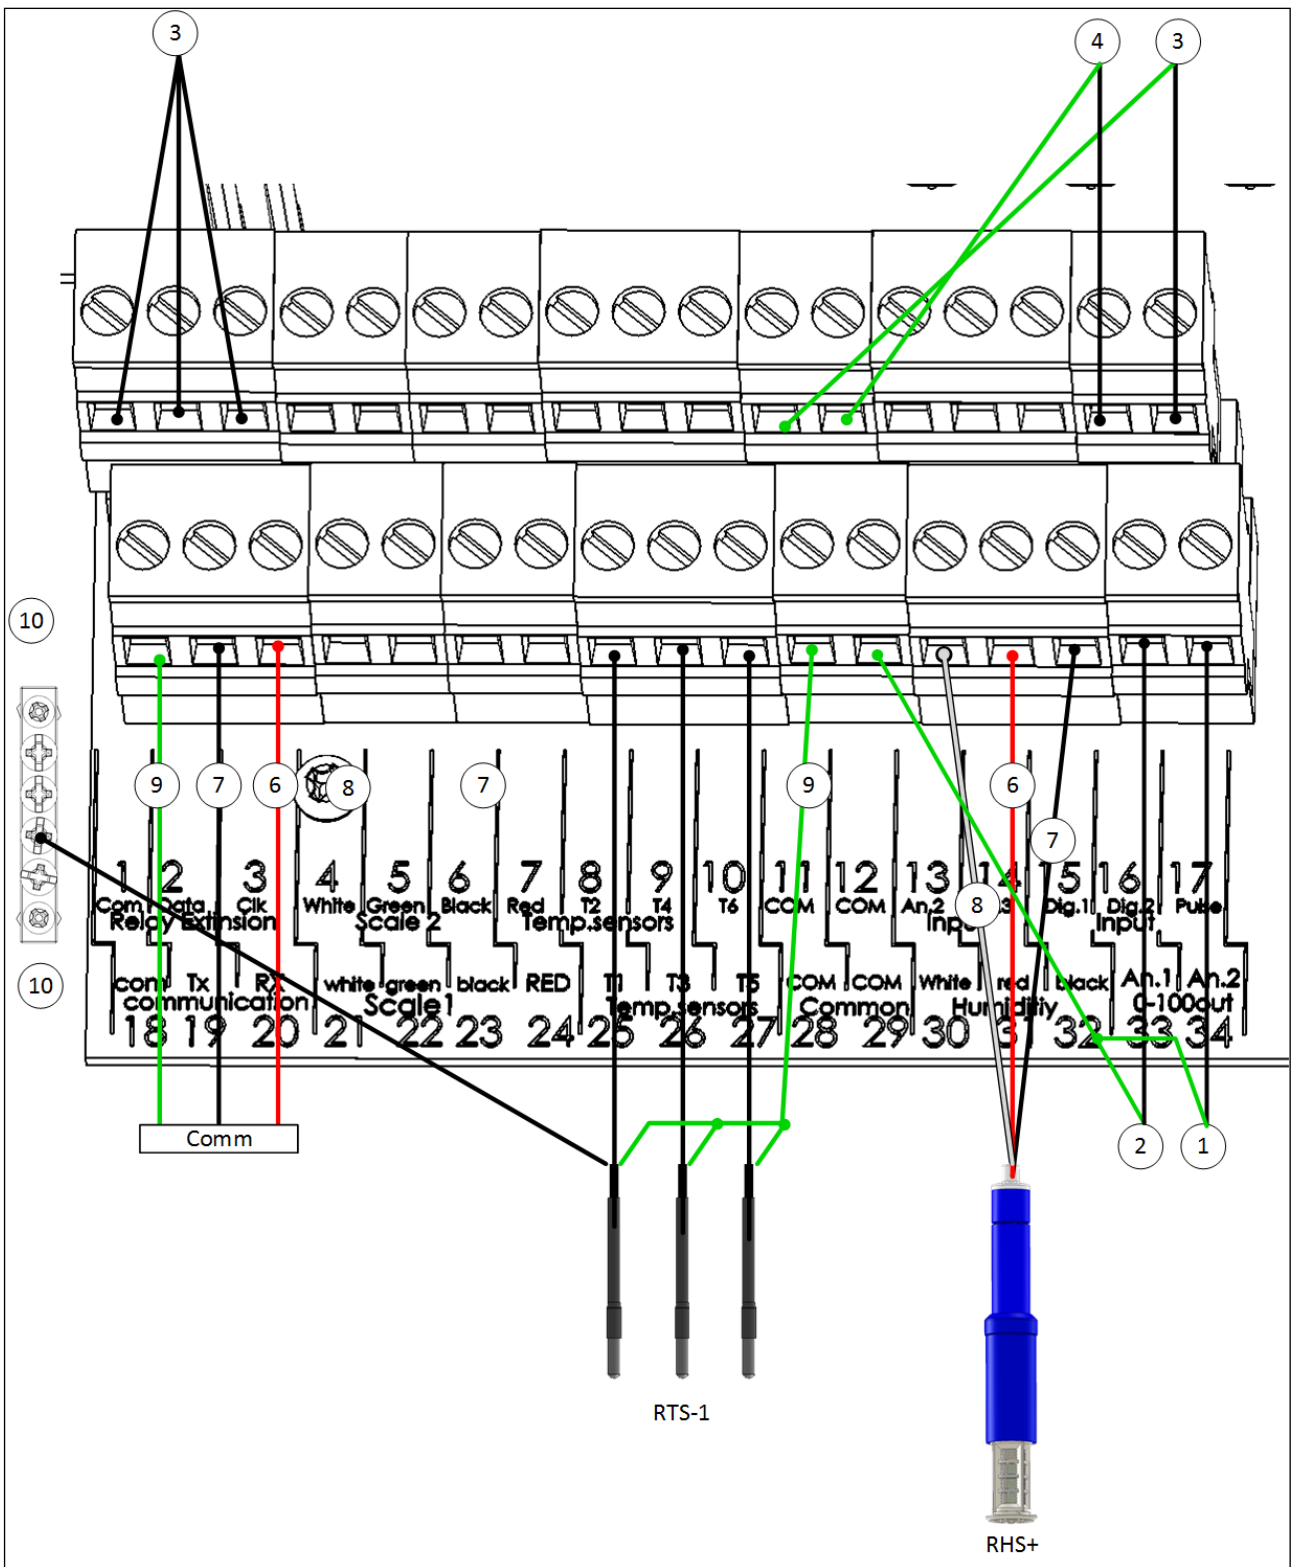 3
4 3
10
9 7 6 8 7 9 6
7
8
1 2 3 4 5 6 7 8 9 10 11 12 13 14 5 16 17
Com Data Clk White Green Black Red T2 T4 T6 COM COM An.2 3 Dig.1 Dig.2 Pulse
Relay Extinsion Scale 2 Temp.sensors Inpu Input
10
com Tx RX white green black RED T1 T3 T5 COM COM White red black An.1 An.2
communication Scale1 Temp.sensors Common Humiditiy 0-100out
18 19 20 21 22 23 24 25 26 27 28 29 30 31 32 33 34
Comm
2 1
RTS-1
RHS+